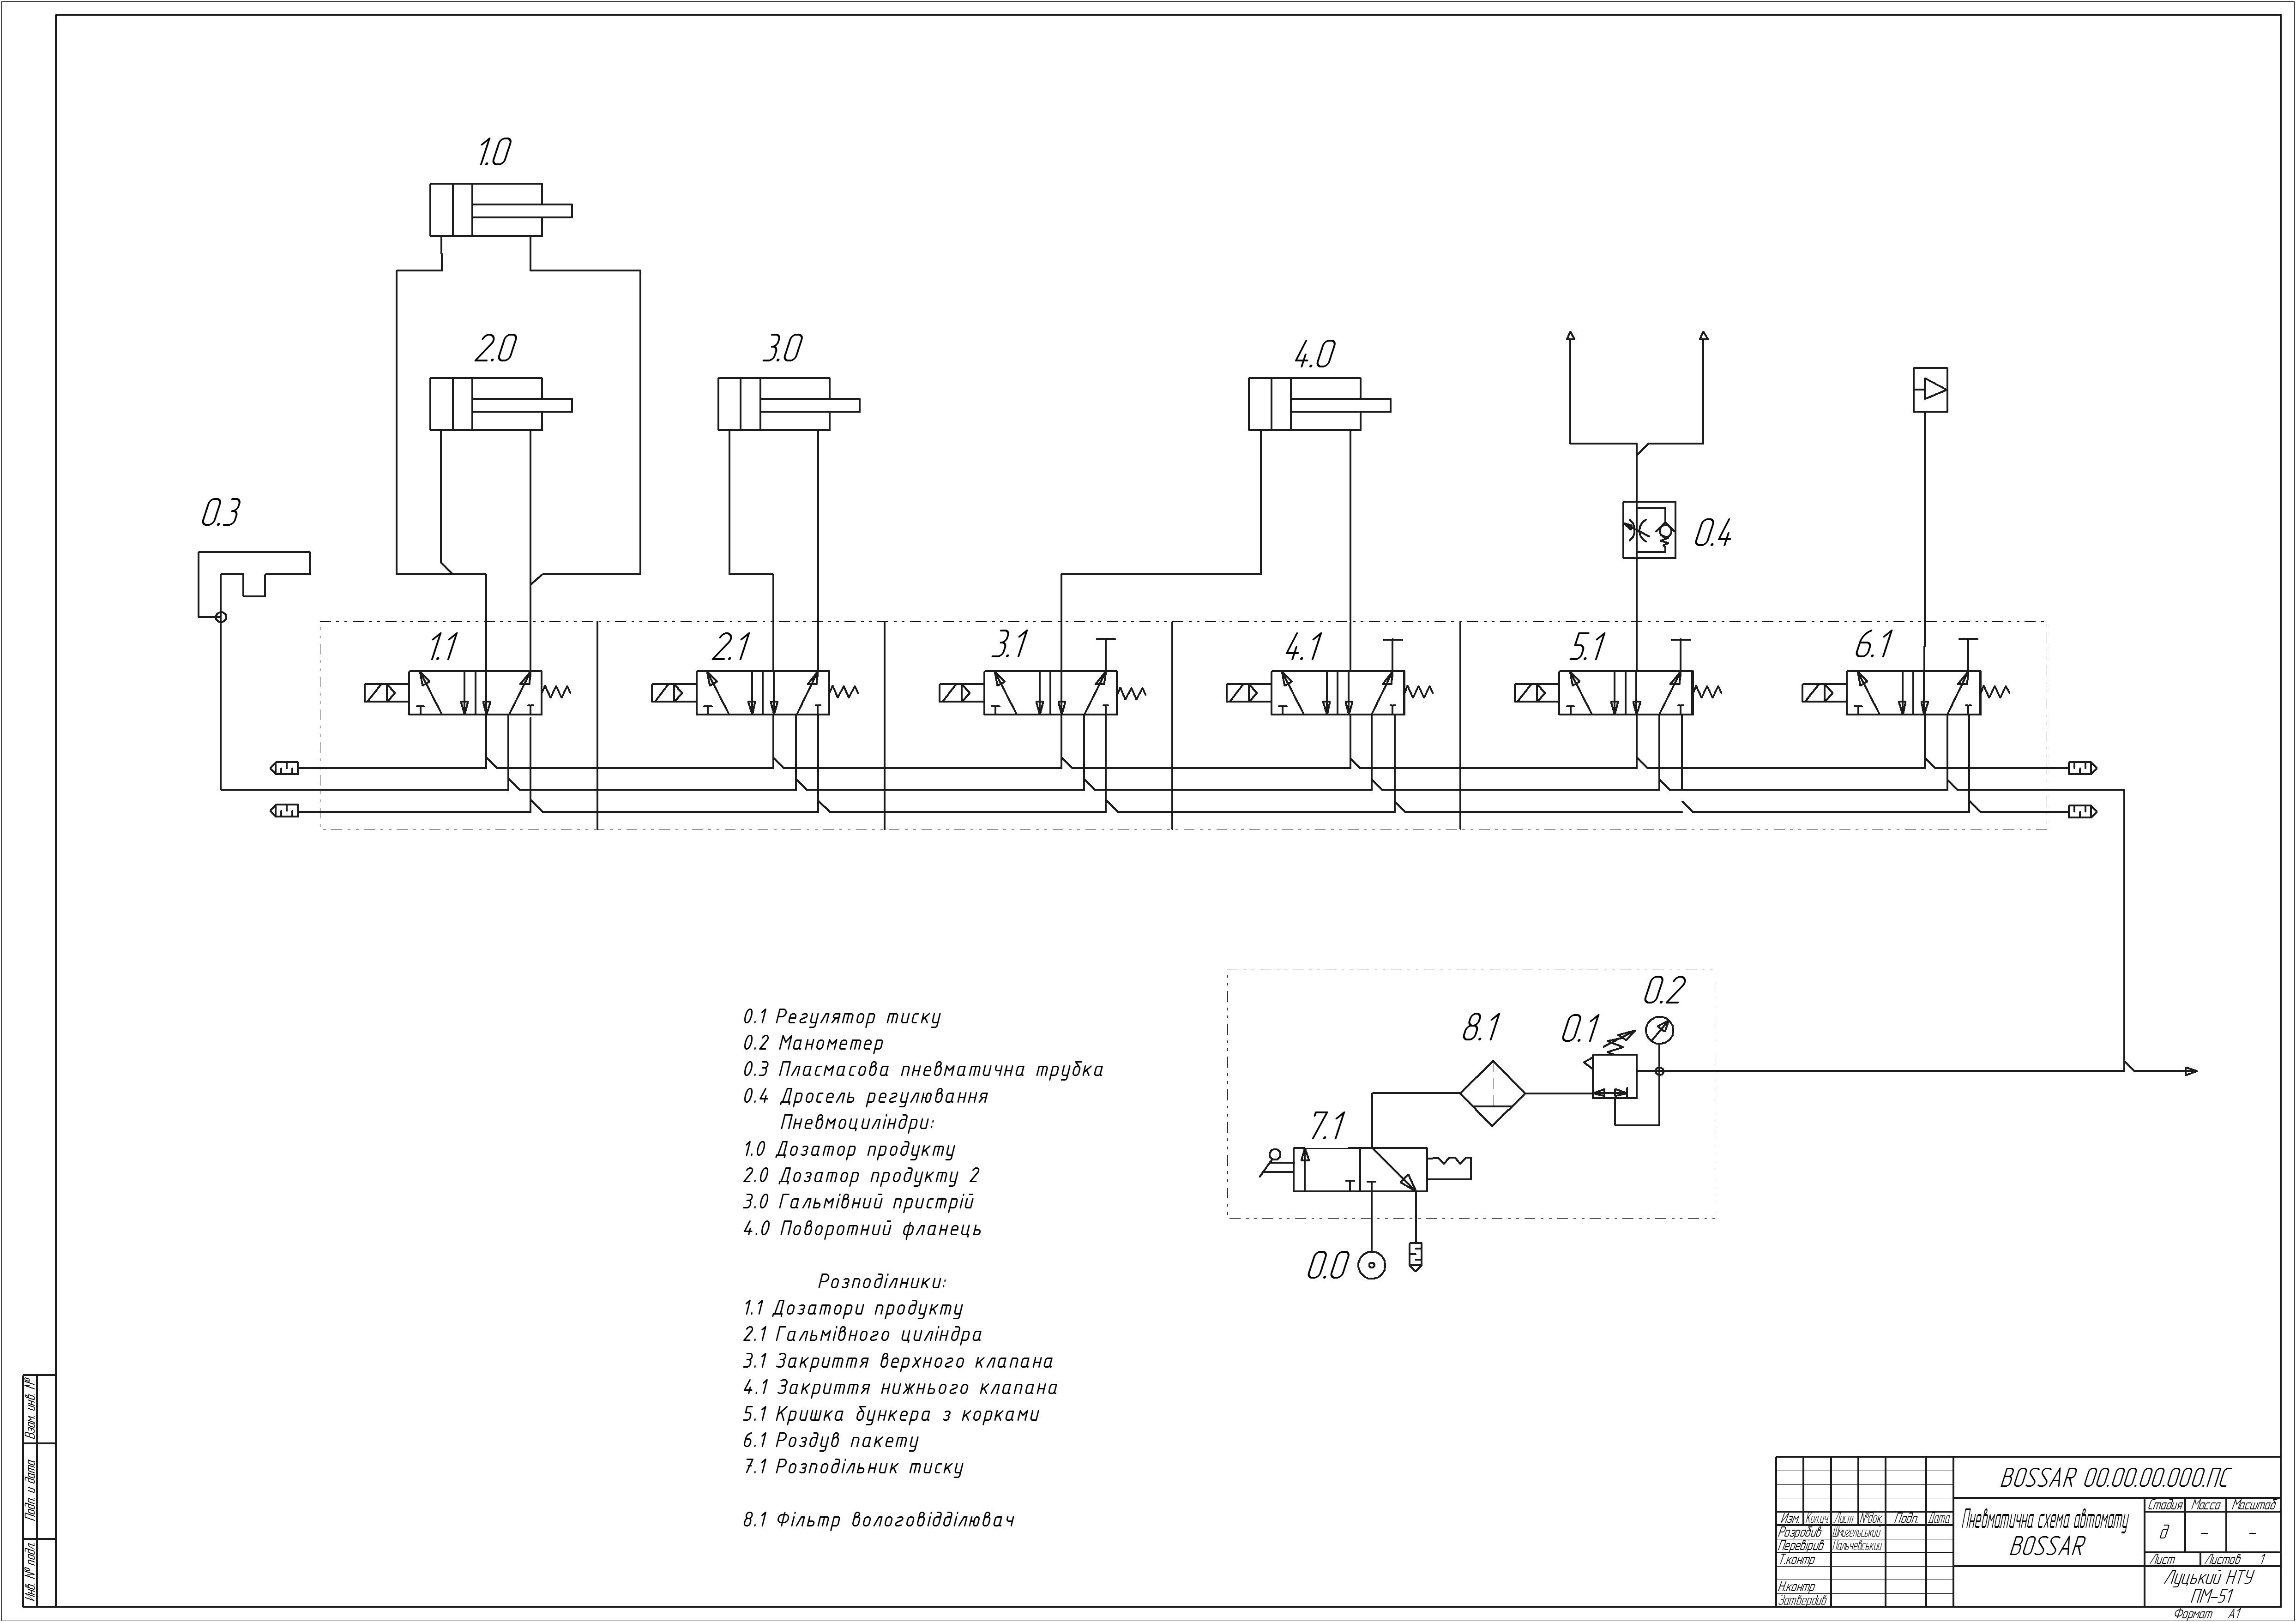 1.0
2.0
3.0
4.0
0.3
0.4
1.1
2.1
3.1
4.1
5.1
6.1
0.1 Регулятор тиску
0.2 Манометер
0.3 Пласмасова пневматична трубка
0.4 Дросель регулювання
Пневмоциліндри:
1.0 Дозатор продукту
2.0 Дозатор продукту 2
3.0 Гальмівний пристрій
4.0 Поворотний фланець
Розподілники:
1.1 Дозатори продукту
2.1 Гальмівного циліндра
3.1 Закриття верхного клапана
4.1 Закриття нижнього клапана
5.1 Кришка бункера з корками
6.1 Роздув пакету
7.1 Розподільник тиску
8.1 Фільтр вологовідділювач
0.2
8.1
0.1
7.1
0.0
Взам. инв. №
Подп. и дата
Инв. № подл.
BOSSAR 00.00.00.000.ПС
Изм. Колич. Лист №док. Подп. Дата
Розробив Шмигельський
Перевірив Пальчевський
Т.контр
Н.контр
Затвердив
Пневматична схема автомату
BOSSAR
Стадия Масса Масштаб
д – –
Лист Листов 1
Луцький НТУ
ПМ-51
Формат А1